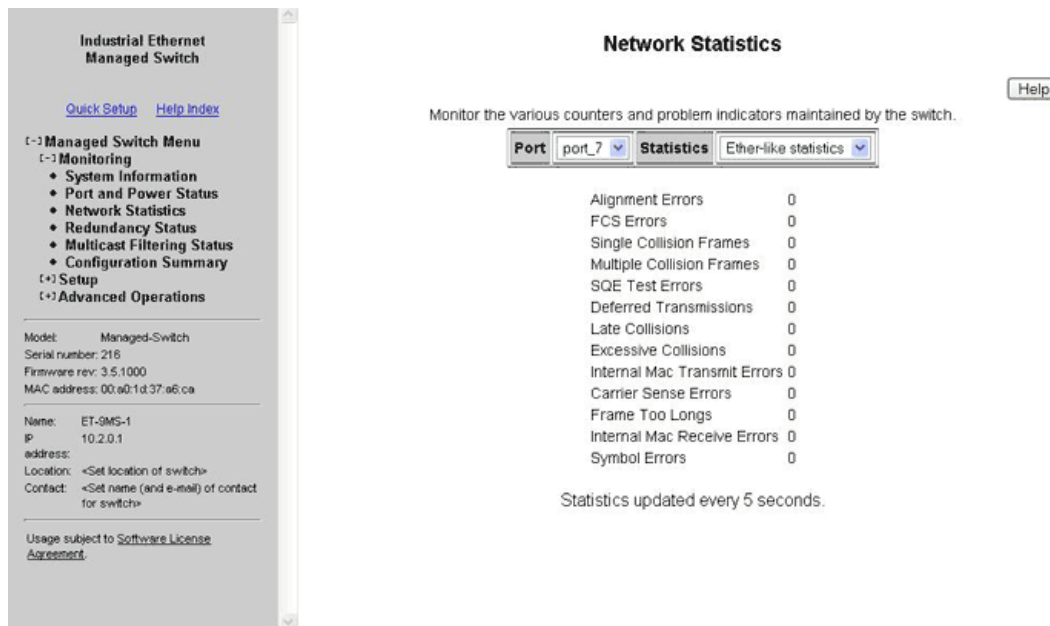 Industrial Ethernet
Managed Switch
Quick Setup Help Index
[-] Managed Switch Menu
[-] Monitoring
System Information
Port and Power Status
Network Statistics
Redundancy Status
Multicast Filtering Status
Configuration Summary
[+] Setup
[+] Advanced Operations
Model: Managed-Switch
Serial number: 216
Firmware rev: 3.5.1000
MAC address: 00:a0:1d:37:a6:ca
Name: ET-9MS-1
IP address: 10.2.0.1
Location: <Set location of switch>
Contact: <Set name (and e-mail) of contact
for switch>
Usage subject to Software License
Agreement.
Network Statistics
Help
Monitor the various counters and problem indicators maintained by the switch.
Port port_7 Statistics Ether-like statistics
Alignment Errors 0
FCS Errors 0
Single Collision Frames 0
Multiple Collision Frames 0
SQE Test Errors 0
Deferred Transmissions 0
Late Collisions 0
Excessive Collisions 0
Internal Mac Transmit Errors 0
Carrier Sense Errors 0
Frame Too Longs 0
Internal Mac Receive Errors 0
Symbol Errors 0
Statistics updated every 5 seconds.